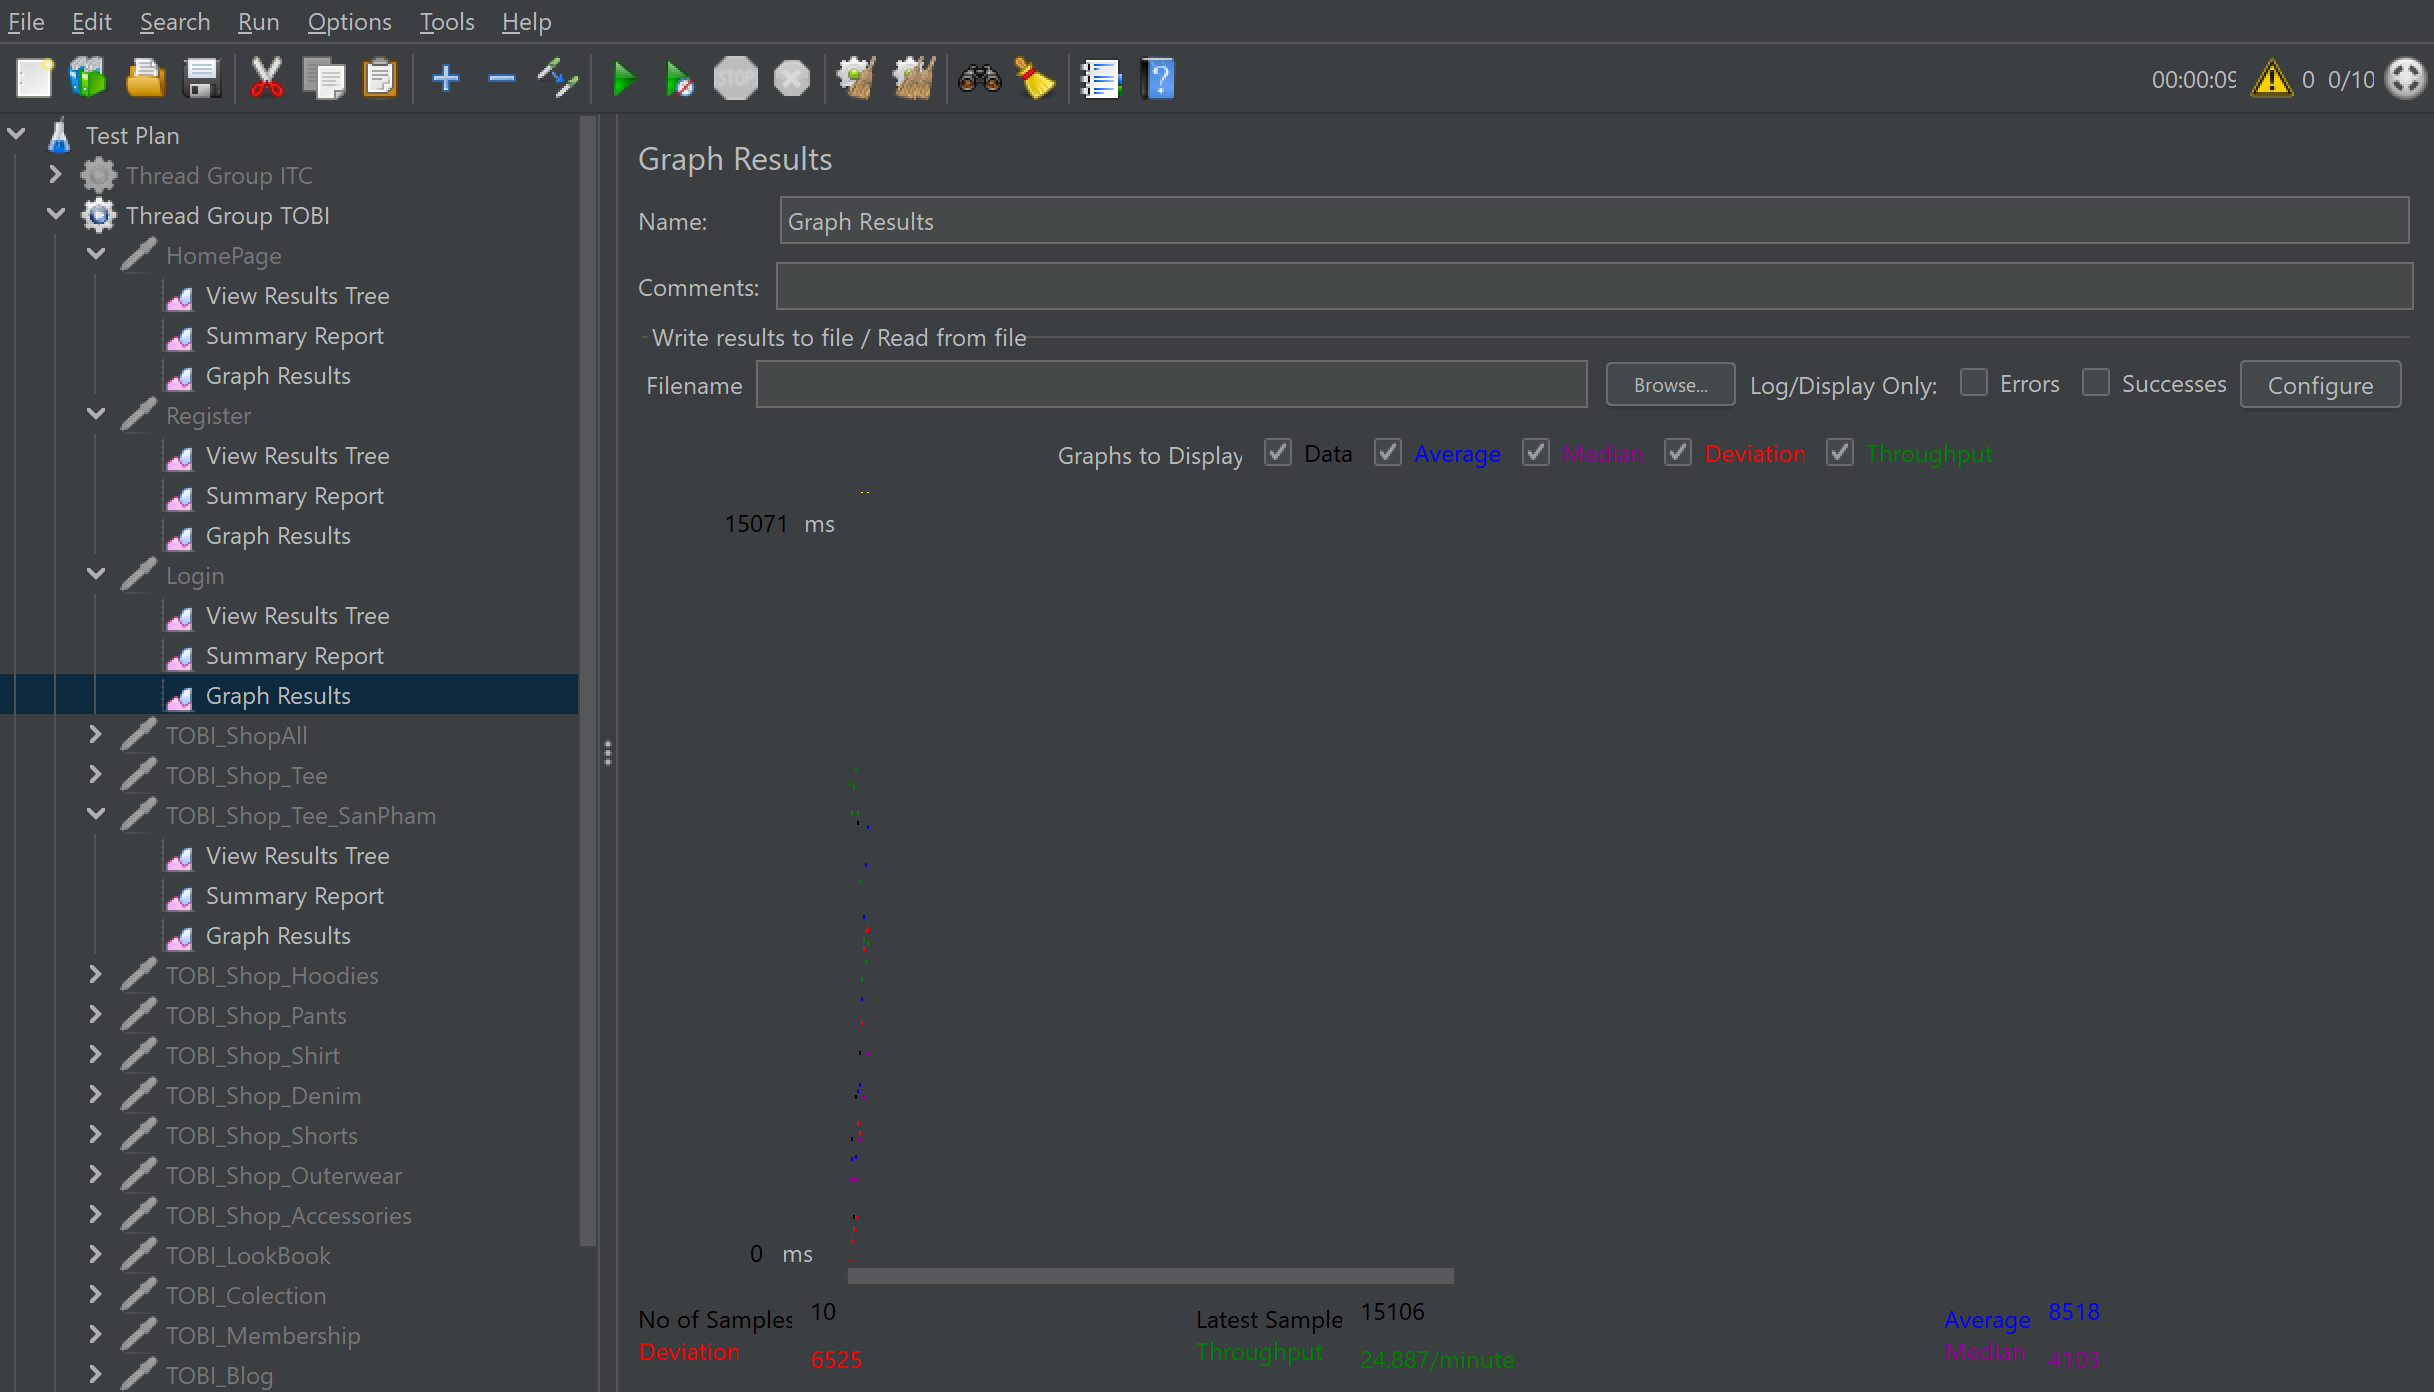 File Edit Search Run Options Tools Help
STOP
00:00:09 0 0/10
Test Plan
Thread Group ITC
Thread Group TOBI
HomePage
View Results Tree
Summary Report
Graph Results
Register
View Results Tree
Summary Report
Graph Results
Login
View Results Tree
Summary Report
Graph Results
TOBI_ShopAll
TOBI_Shop_Tee
TOBI_Shop_Tee_SanPham
View Results Tree
Summary Report
Graph Results
TOBI_Shop_Hoodies
TOBI_Shop_Pants
TOBI_Shop_Shirt
TOBI_Shop_Denim
TOBI_Shop_Shorts
TOBI_Shop_Outerwear
TOBI_Shop_Accessories
TOBI_LookBook
TOBI_Colection
TOBI_Membership
TOBI_Blog
Graph Results
Name: Graph Results
Comments:
Write results to file / Read from file
Filename Browse... Log/Display Only: Errors Successes Configure
Graphs to Display Data Average Median Deviation Throughput
15071 ms
0 ms
No of Samples 10 Latest Sample 15106 Average 8518
Deviation 6525 Throughput 24.887/minute Median 4103